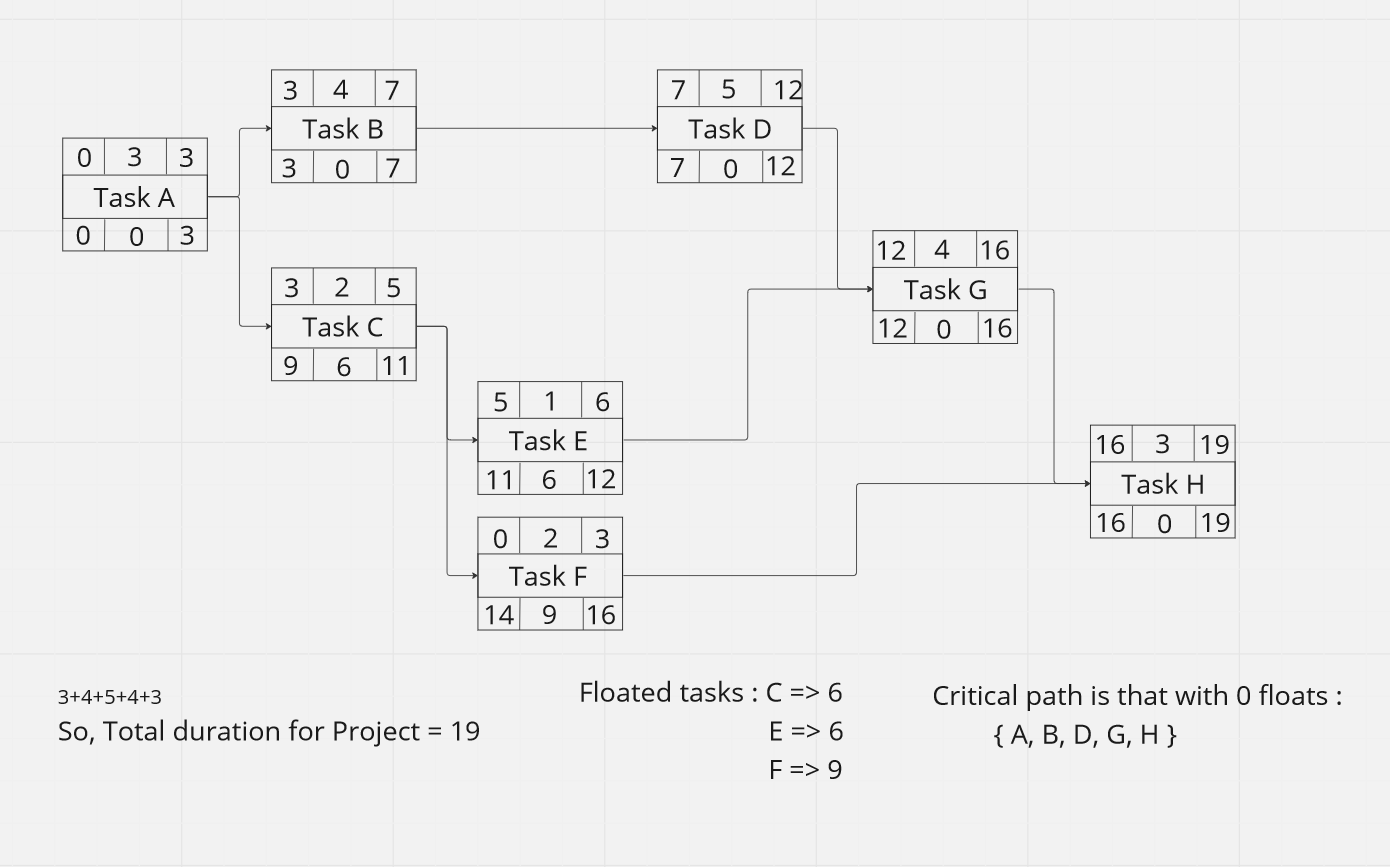 3 4 7
Task B
3 0 7
7 5 12
Task D
7 0 12
0 3 3
Task A
0 0 3
12 4 16
Task G
12 0 16
3 2 5
Task C
9 6 11
5 1 6
Task E
11 6 12
16 3 19
Task H
16 0 19
0 2 3
Task F
14 9 16
3+4+5+4+3
So, Total duration for Project = 19
Floated tasks : C => 6
E => 6
F => 9
Critical path is that with 0 floats :
{ A, B, D, G, H }